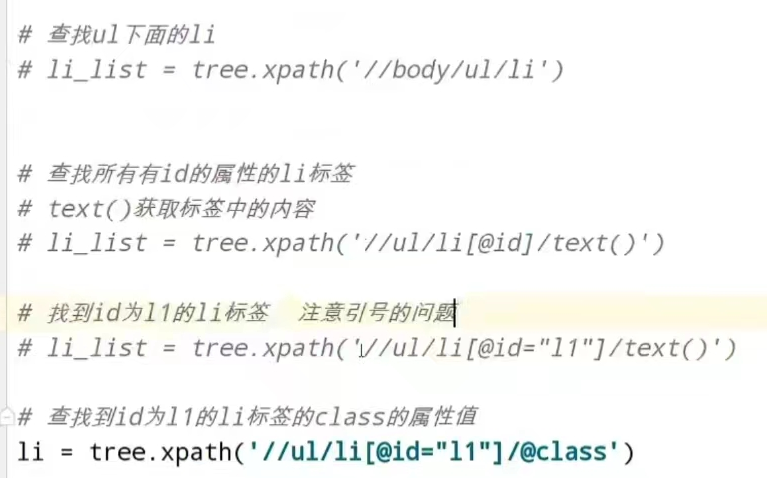 # 查找ul下面的li
# li_list = tree.xpath('//body/ul/li')
# 查找所有有id的属性的li标签
# text()获取标签中的内容
# li_list = tree.xpath('//ul/li[@id]/text()')
# 找到id为l1的li标签  注意引号的问题
# li_list = tree.xpath('//ul/li[@id="l1"]/text()')
# 查找到id为l1的li标签的class的属性值
li = tree.xpath('//ul/li[@id="l1"]/@class')